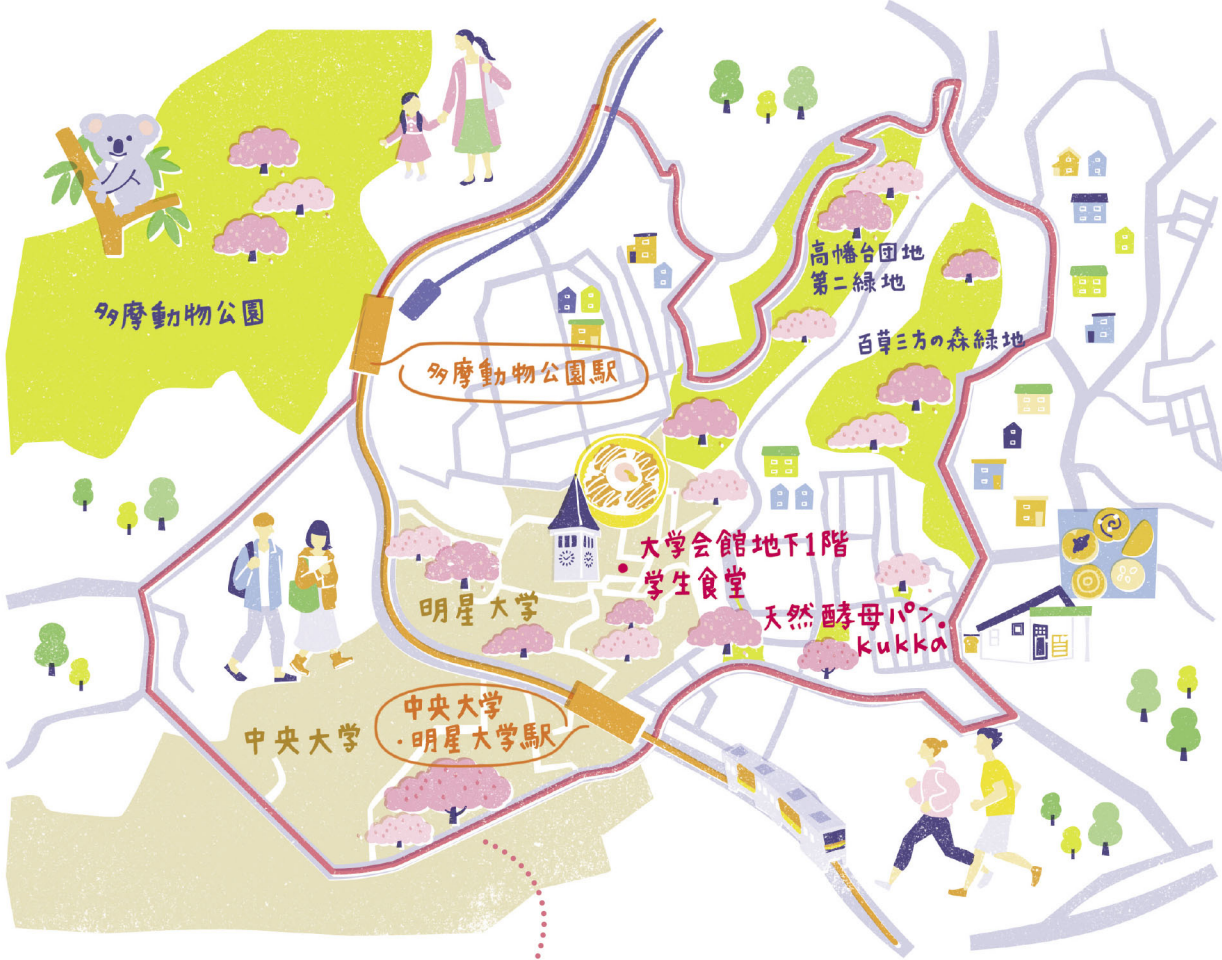 高幡台団地
第二緑地
多摩動物公園
百草三方の森緑地
多摩動物公園駅
大学会館地下1階
学生食堂
明星大学
天然酵母パン
kukka
中央大学
・明星大学駅
中央大学